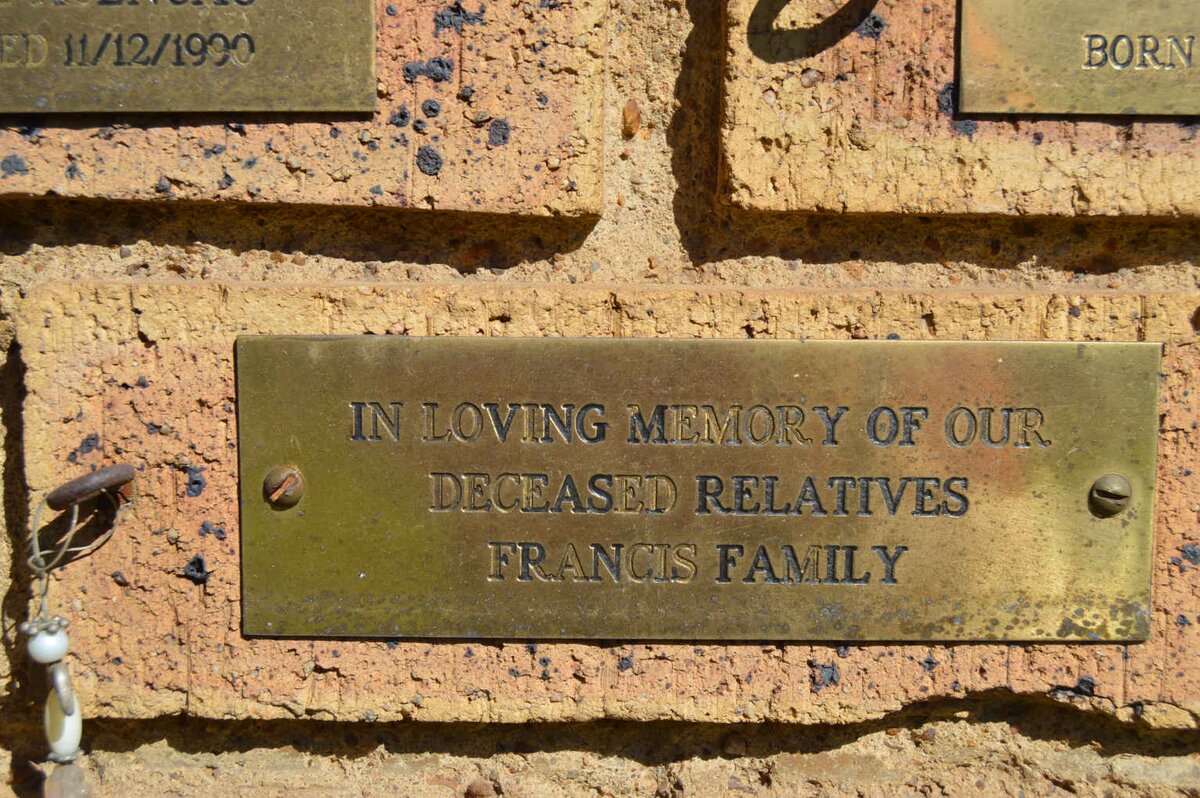 ED 11/12/1990
BORN
IN LOVING MEMORY OF OUR
DECEASED RELATIVES
FRANCIS FAMILY